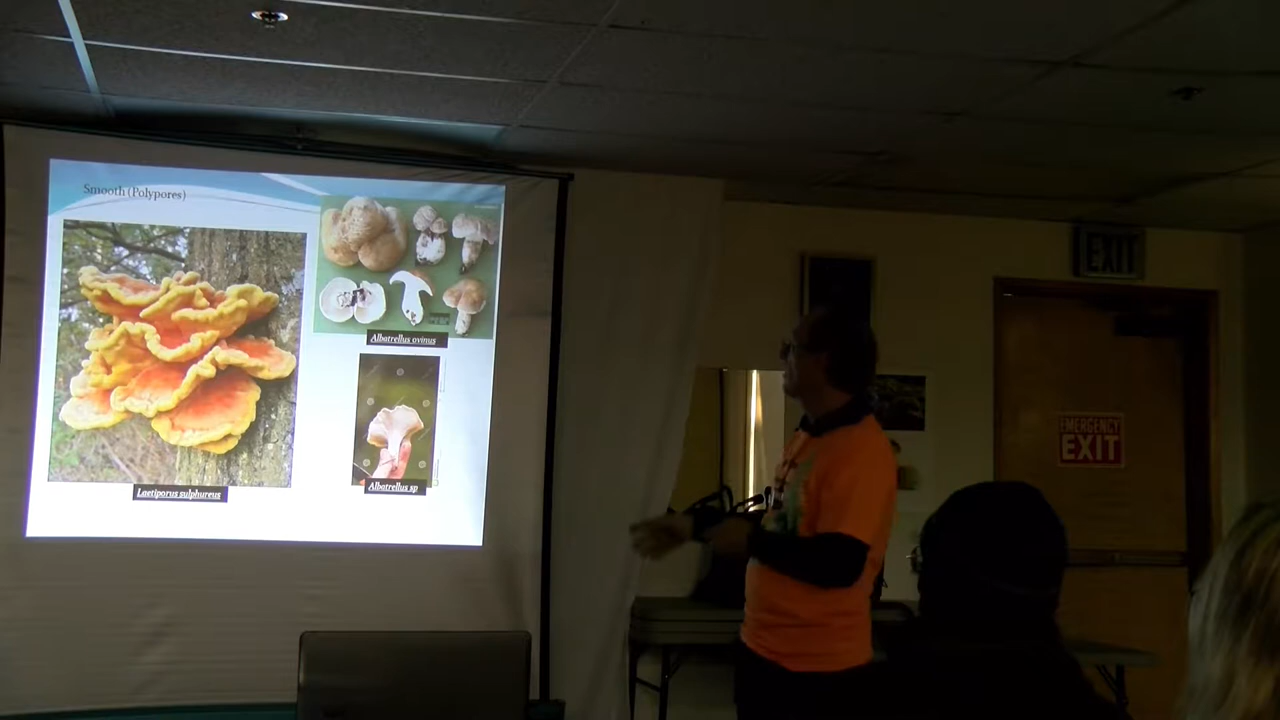 Smooth (Polypores)
Albatrellus ovinus
Albatrellus sp
Laetiporus sulphureus
EXIT
EMERGENCY
EXIT